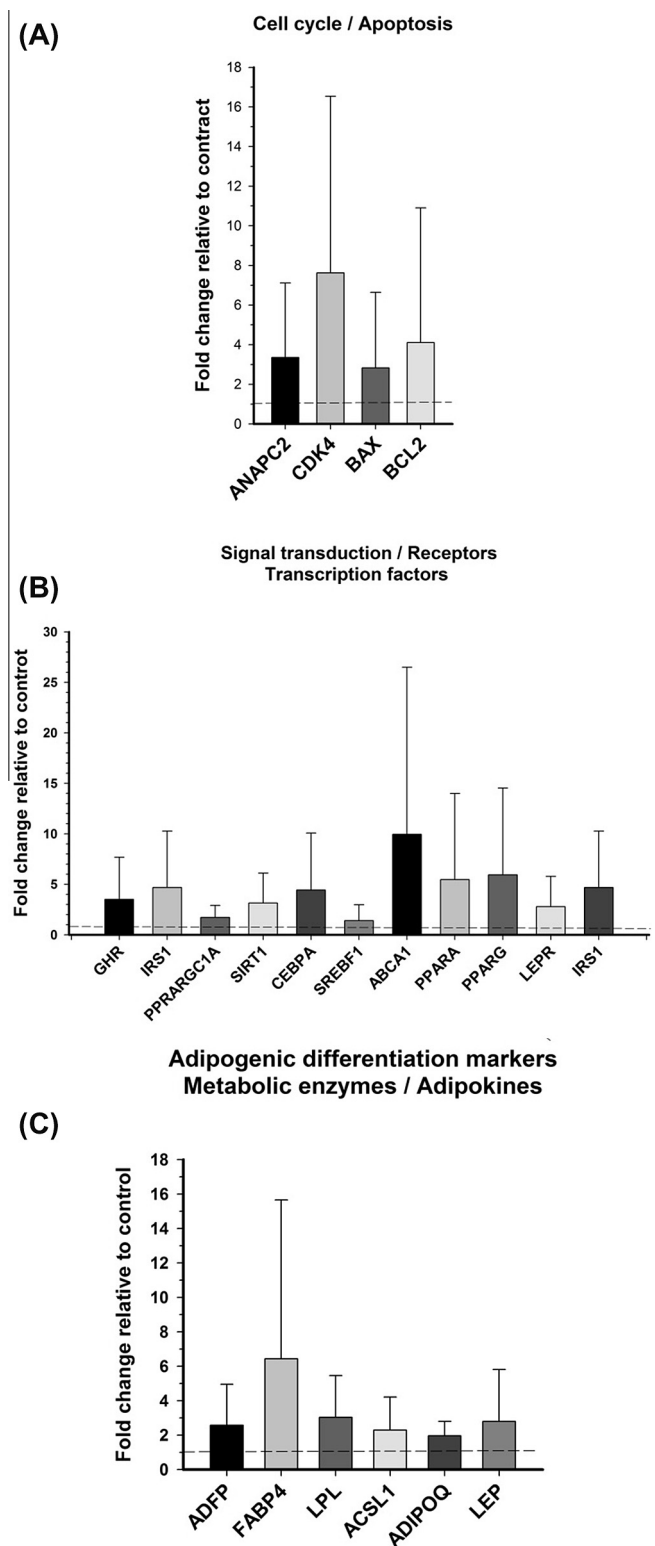 (A)
Cell cycle / Apoptosis
Fold change relative to contract
18
16
14
12
10
8
6
4
2
0
ANAPC2
CDK4
BAX
BCL2
Signal transduction / Receptors
Transcription factors
(B)
Fold change relative to controt
30
25
20
15
10
5
0
GHR
IRS1
PPRARGC1A
SIRT1
CEBPA
SREBF1
ABCA1
PPARA
PPARG
LEPR
IRS1
Adipogenic differentiation markers
Metabolic enzymes / Adipokines
(C)
Fold change relative to control
18
16
14
12
10
8
6
4
2
0
ADFP
FABP4
LPL
ACSL1
ADIPOQ
LEP